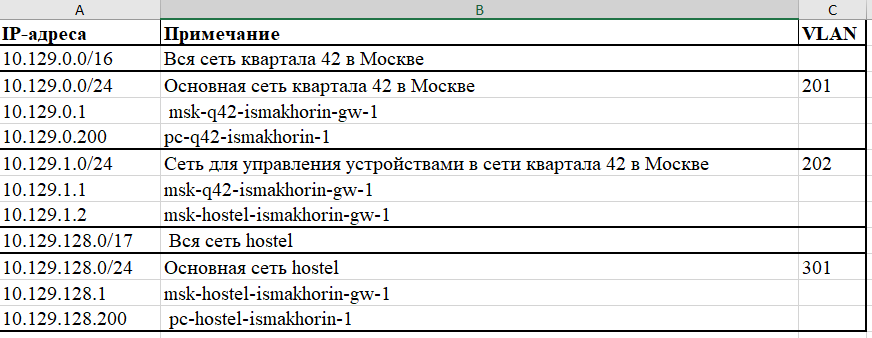 A B C
IP-адреса Примечание VLAN
10.129.0.0/16 Вся сеть квартала 42 в Москве
10.129.0.0/24 Основная сеть квартала 42 в Москве 201
10.129.0.1 msk-q42-ismakhorin-gw-1
10.129.0.200 pc-q42-ismakhorin-1
10.129.1.0/24 Сеть для управления устройствами в сети квартала 42 в Москве 202
10.129.1.1 msk-q42-ismakhorin-gw-1
10.129.1.2 msk-hostel-ismakhorin-gw-1
10.129.128.0/17 Вся сеть hostel
10.129.128.0/24 Основная сеть hostel 301
10.129.128.1 msk-hostel-ismakhorin-gw-1
10.129.128.200 pc-hostel-ismakhorin-1